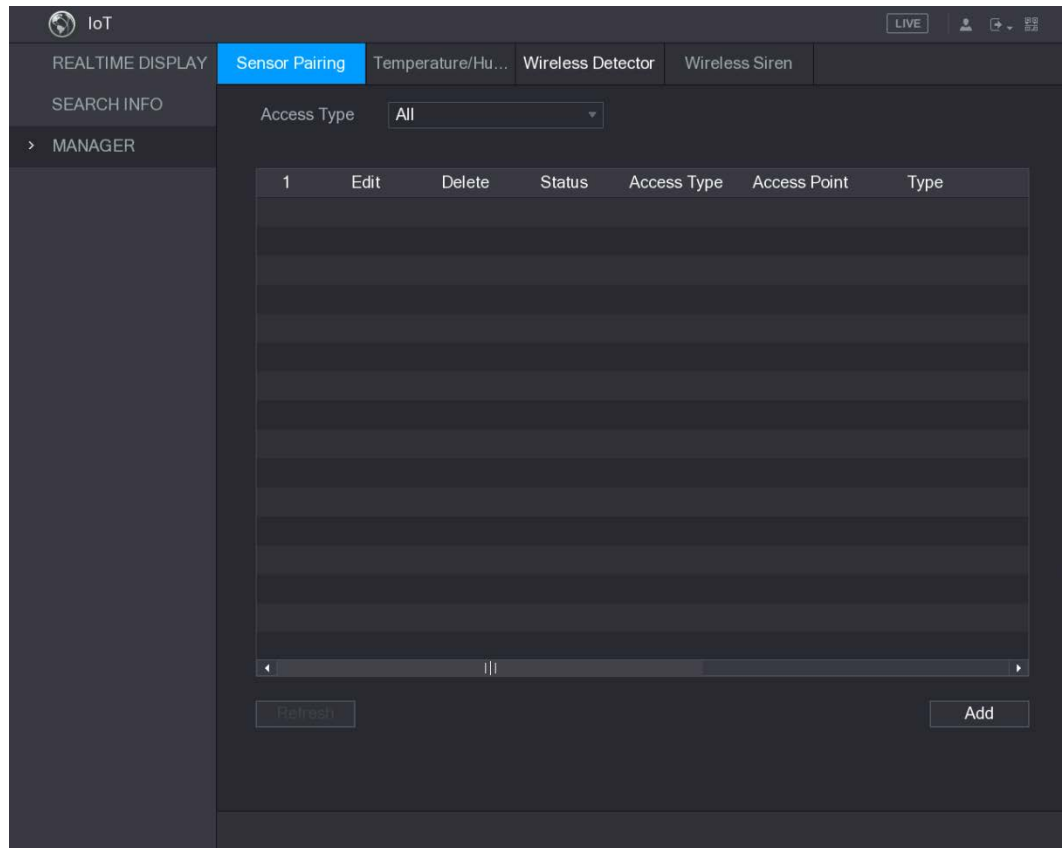 IoT LIVE
REALTIME DISPLAY
SEARCH INFO
> MANAGER
Sensor Pairing Temperature/Hu... Wireless Detector Wireless Siren
Access Type All
1 Edit Delete Status Access Type Access Point Type
Refresh Add